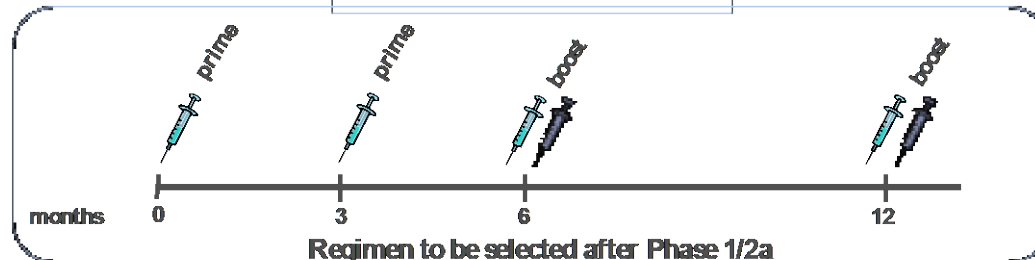 prime prime boost boost
months 0 3 6 12
Regimen to be selected after Phase 1/2a